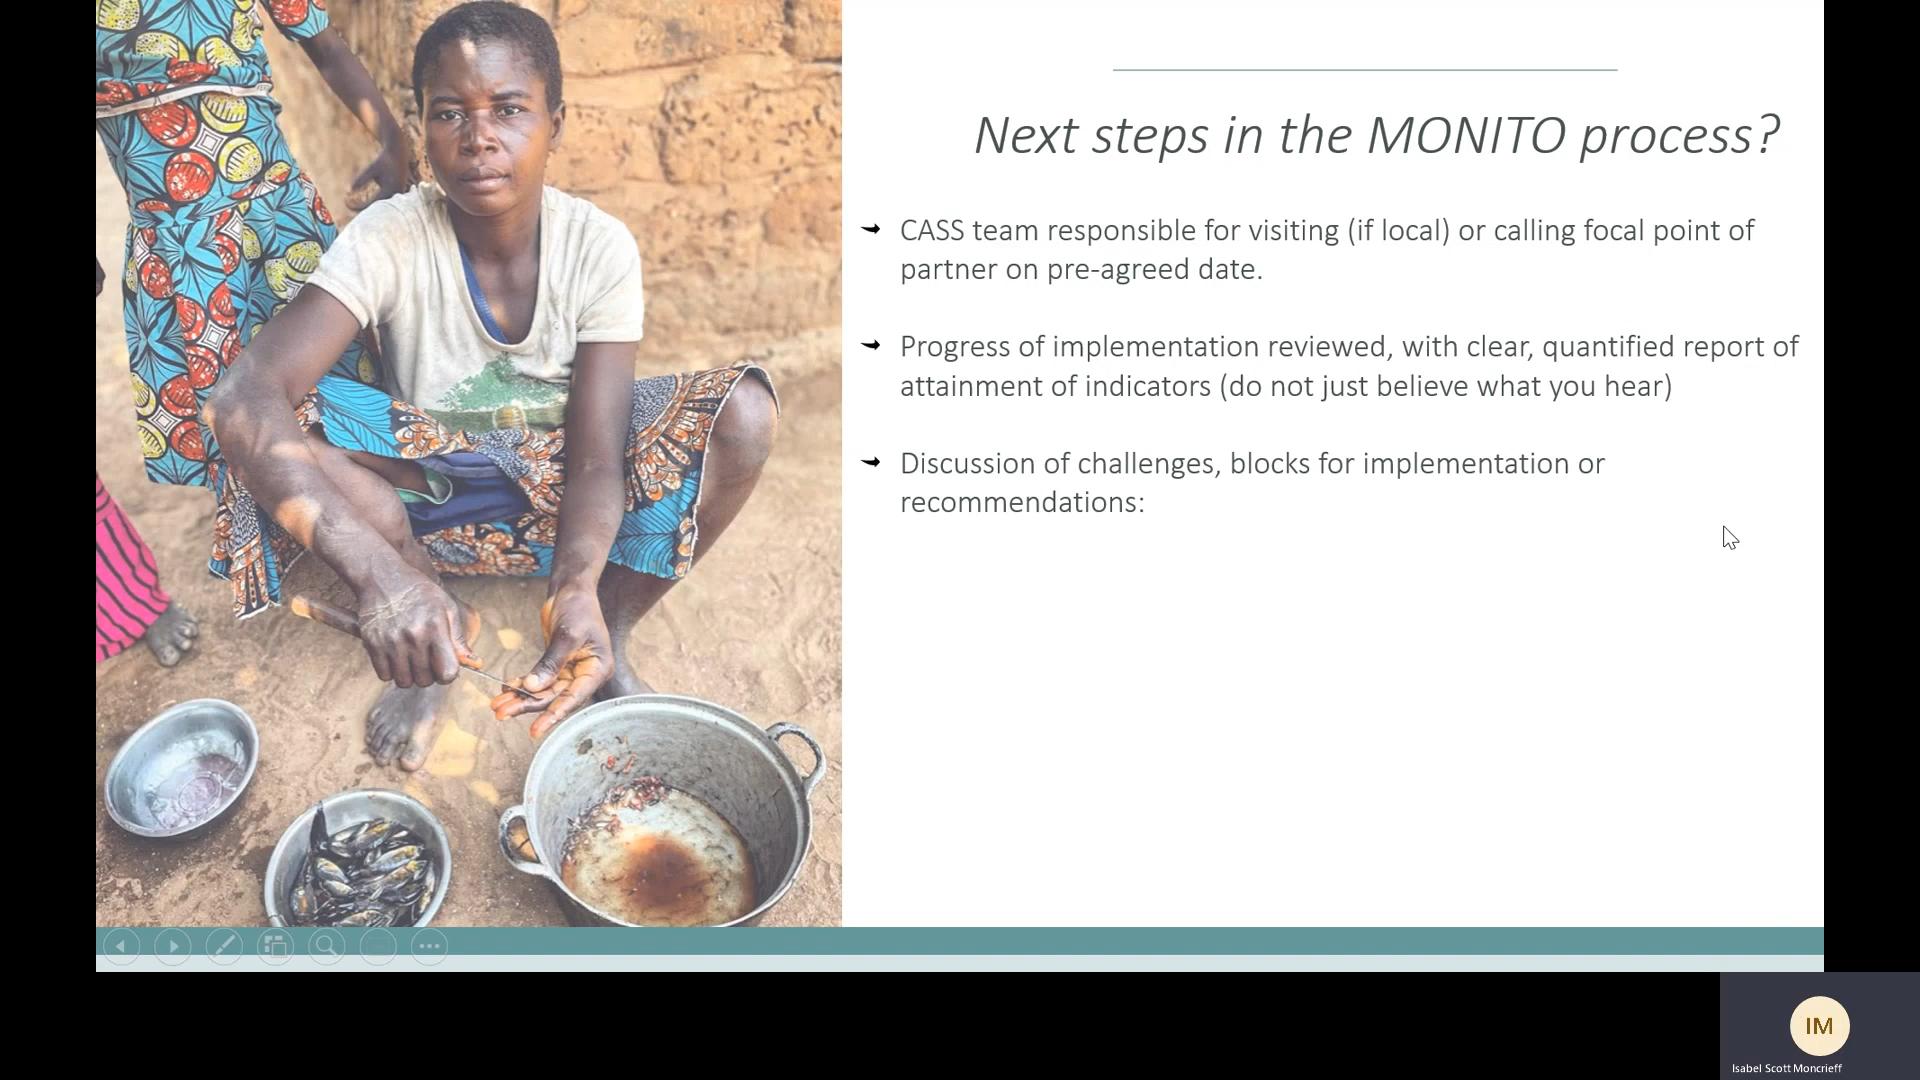 Next steps in the MONITO process?
CASS team responsible for visiting (if local) or calling focal point of
partner on pre-agreed date.
Progress of implementation reviewed, with clear, quantified report of
attainment of indicators (do not just believe what you hear)
Discussion of challenges, blocks for implementation or
recommendations:
IM
Isabel Scott Moncrieff